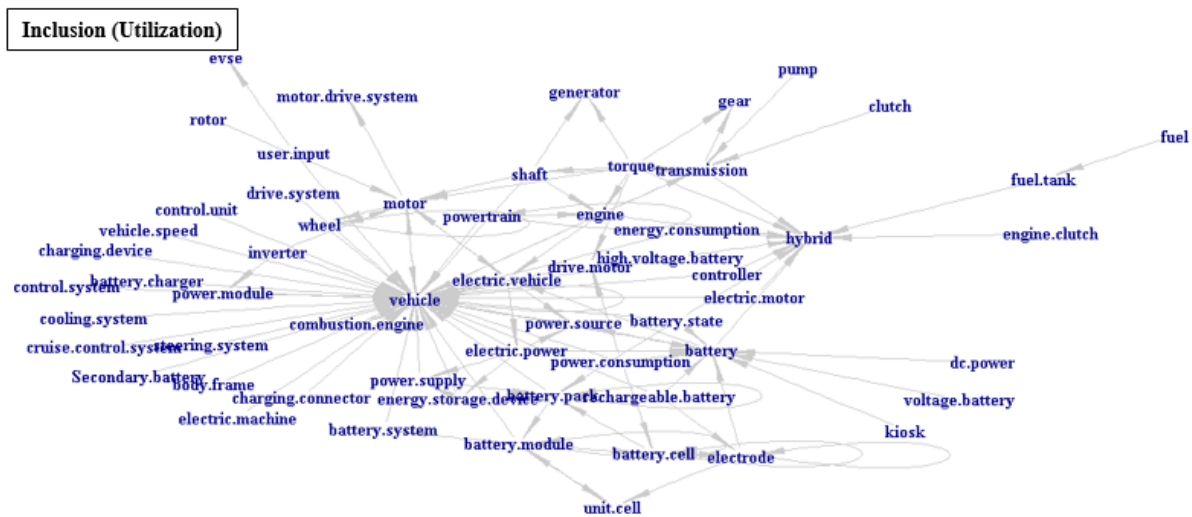 Inclusion (Utilization)
evse
pump
generator
gear
motor.drive.system
clutch
rotor
fuel
user.input
torque
transmission
shaft
fuel.tank
drive.system
motor
control.unit
powertrain
engine
wheel
vehicle.speed
energy.consumption
hybrid
engine.clutch
charging.device
inverter
high.voltage.battery
drive.motor
controller
battery.charger
electric.vehicle
control.system
power.module
vehicle
electric.motor
cooling.system
combustion.engine
power.source
battery.state
cruise.control.system
steering.system
electric.power
battery
power.consumption
dc.power
Secondary.battery
body.frame
power.supply
charging.connector
energy.storage.device
battery.pack
rechargeable.battery
voltage.battery
electric.machine
battery.system
kiosk
battery.module
battery.cell
electrode
unit.cell